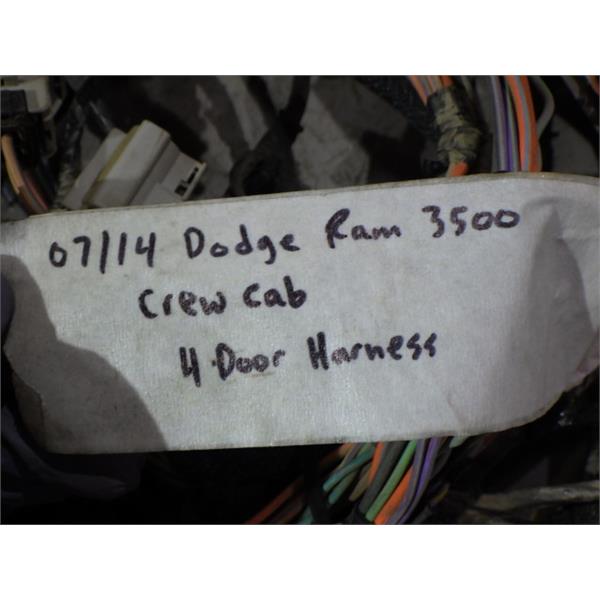 07/14 Dodge Ram 3500
Crew Cab
4 Door Harness